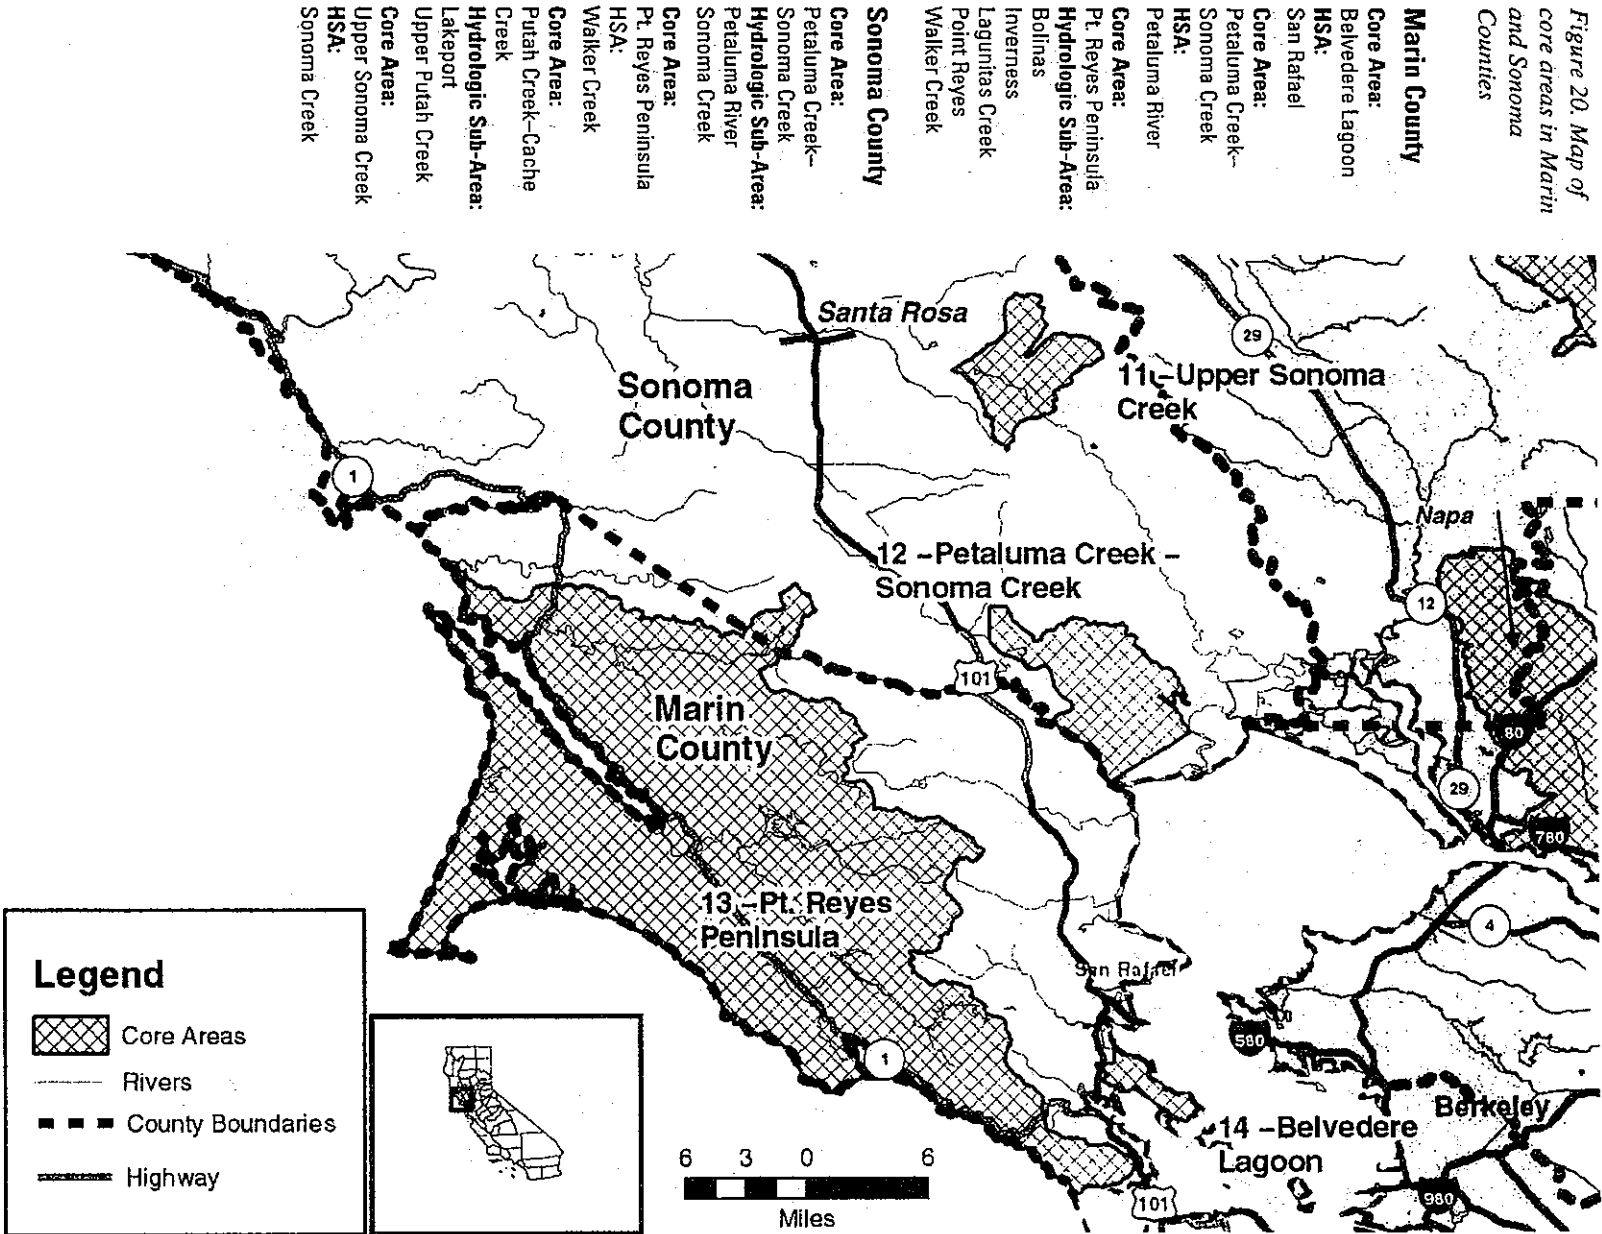 Figure 20. Map of
core areas in Marin
and Sonoma
Counties
Marin County
Core Area:
Belvedere Lagoon
HSA:
San Rafael
Core Area:
Petaluma Creek–
Sonoma Creek
HSA:
Petaluma River
Core Area:
Pt. Reyes Peninsula
Hydrologic Sub-Area:
Bolinas
Inverness
Lagunitas Creek
Point Reyes
Walker Creek
Sonoma County
Core Area:
Petaluma Creek–
Sonoma Creek
Hydrologic Sub-Area:
Petaluma River
Sonoma Creek
Core Area:
Pt. Reyes Peninsula
HSA:
Walker Creek
Core Area:
Putah Creek–Cache
Creek
Hydrologic Sub-Area:
Lakeport
Upper Putah Creek
Core Area:
Upper Sonoma Creek
HSA:
Sonoma Creek
Santa Rosa
29
Sonoma
County
11 –Upper Sonoma
Creek
1
Napa
12 –Petaluma Creek –
Sonoma Creek
12
101
Marin
County
80
29
780
13 –Pt. Reyes
Peninsula
4
San Rafael
580
1
Berkeley
14 –Belvedere
Lagoon
101
980
Legend
Core Areas
Rivers
County Boundaries
Highway
6 3 0 6
Miles